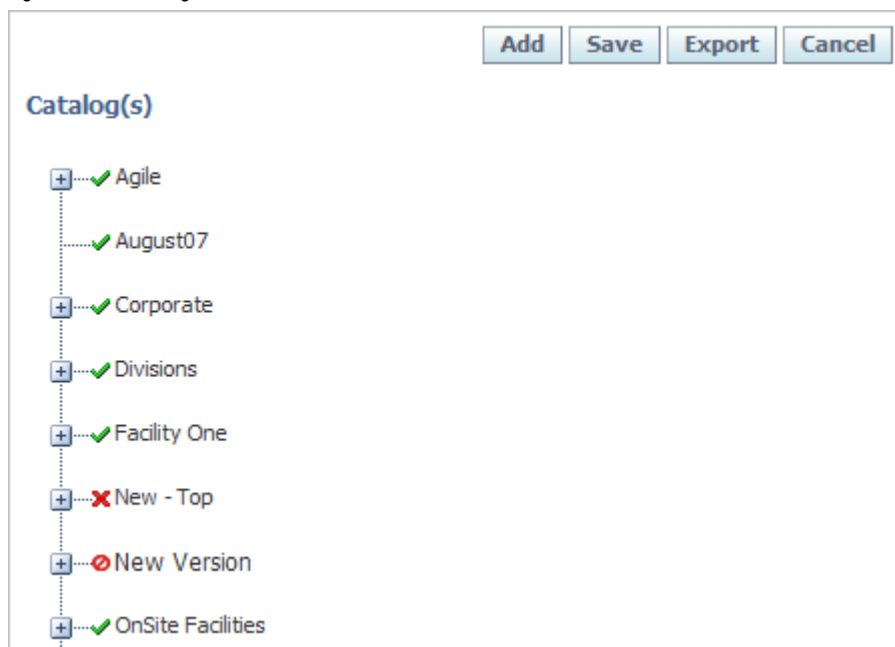 Add Save Export Cancel
Catalog(s)
Agile
August07
Corporate
Divisions
Facility One
New - Top
New Version
OnSite Facilities